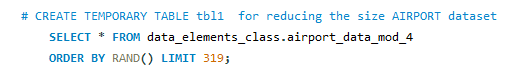 # CREATE TEMPORARY TABLE tbl1  for reducing the size AIRPORT dataset
SELECT * FROM data_elements_class.airport_data_mod_4
ORDER BY RAND() LIMIT 319;